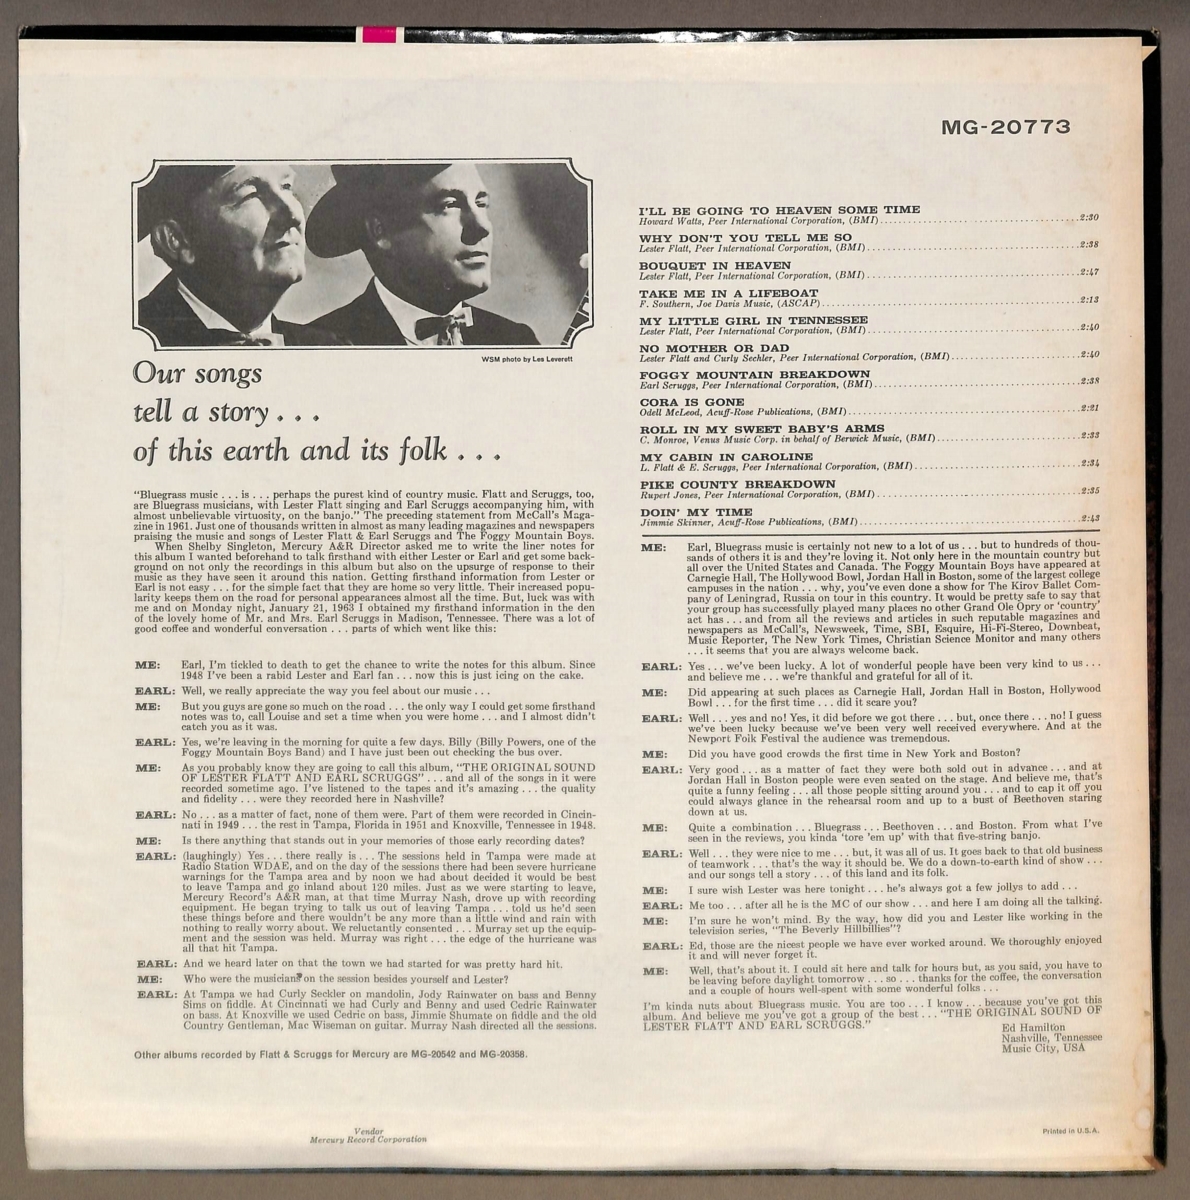 MG-20773
WSM photo by Les Leverett
Our songs
tell a story . . .
of this earth and its folk . . .
"Bluegrass music . . . is . . . perhaps the purest kind of country music. Flatt and Scruggs, too,
are Bluegrass musicians, with Lester Flatt singing and Earl Scruggs accompanying him, with
almost unbelievable virtuosity, on the banjo." The preceding statement from McCall's Maga-
zine in 1961. Just one of thousands written in almost as many leading magazines and newspapers
praising the music and songs of Lester Flatt & Earl Scruggs and The Foggy Mountain Boys.
When Shelby Singleton, Mercury A&R Director asked me to write the liner notes for
this album I wanted beforehand to talk firsthand with either Lester or Earl and get some back-
ground on not only the recordings in this album but also on the upsurge of response to their
music as they have seen it around this nation. Getting firsthand information from Lester or
Earl is not easy . . . for the simple fact that they are home so very little. Their increased popu-
larity keeps them on the road for personal appearances almost all the time. But, luck was with
me and on Monday night, January 21, 1963 I obtained my firsthand information in the den
of the lovely home of Mr. and Mrs. Earl Scruggs in Madison, Tennessee. There was a lot of
good coffee and wonderful conversation . . . parts of which went like this:
ME: Earl, I'm tickled to death to get the chance to write the notes for this album. Since
1948 I've been a rabid Lester and Earl fan . . . now this is just icing on the cake.
EARL: Well, we really appreciate the way you feel about our music . . .
ME: But you guys are gone so much on the road . . . the only way I could get some firsthand
notes was to, call Louise and set a time when you were home . . . and I almost didn't
catch you as it was.
EARL: Yes, we're leaving in the morning for quite a few days. Billy (Billy Powers, one of the
Foggy Mountain Boys Band) and I have just been out checking the bus over.
ME: As you probably know they are going to call this album, "THE ORIGINAL SOUND
OF LESTER FLATT AND EARL SCRUGGS" . . . and all of the songs in it were
recorded sometime ago. I've listened to the tapes and it's amazing . . . the quality
and fidelity . . . were they recorded here in Nashville?
EARL: No . . . as a matter of fact, none of them were. Part of them were recorded in Cincin-
nati in 1949 . . . the rest in Tampa, Florida in 1951 and Knoxville, Tennessee in 1948.
ME: Is there anything that stands out in your memories of those early recording dates?
EARL: (laughingly) Yes . . . there really is . . . The sessions held in Tampa were made at
Radio Station WDAE, and on the day of the sessions there had been severe hurricane
warnings for the Tampa area and by noon we had about decided it would be best
to leave Tampa and go inland about 120 miles. Just as we were starting to leave,
Mercury Record's A&R man, at that time Murray Nash, drove up with recording
equipment. He began trying to talk us out of leaving Tampa . . . told us he'd seen
these things before and there wouldn't be any more than a little wind and rain with
nothing to really worry about. We reluctantly consented . . . Murray set up the equip-
ment and the session was held. Murray was right . . . the edge of the hurricane was
all that hit Tampa.
EARL: And we heard later on that the town we had started for was pretty hard hit.
ME: Who were the musicians on the session besides yourself and Lester?
EARL: At Tampa we had Curly Seckler on mandolin, Jody Rainwater on bass and Benny
Sims on fiddle. At Cincinnati we had Curly and Benny and used Cedric Rainwater
on bass. At Knoxville we used Cedric on bass, Jimmie Shumate on fiddle and the old
Country Gentleman, Mac Wiseman on guitar. Murray Nash directed all the sessions.
Other albums recorded by Flatt & Scruggs for Mercury are MG-20542 and MG-20358.
Vendor
Mercury Record Corporation
I'LL BE GOING TO HEAVEN SOME TIME
Howard Watts, Peer International Corporation, (BMI) 2:30
WHY DON'T YOU TELL ME SO
Lester Flatt, Peer International Corporation, (BMI) 2:38
BOUQUET IN HEAVEN
Lester Flatt, Peer International Corporation, (BMI) 2:47
TAKE ME IN A LIFEBOAT
F. Southern, Joe Davis Music, (ASCAP) 2:13
MY LITTLE GIRL IN TENNESSEE
Lester Flatt, Peer International Corporation, (BMI) 2:40
NO MOTHER OR DAD
Lester Flatt and Curly Sechler, Peer International Corporation, (BMI) 2:40
FOGGY MOUNTAIN BREAKDOWN
Earl Scruggs, Peer International Corporation, (BMI) 2:38
CORA IS GONE
Odell McLeod, Acuff-Rose Publications, (BMI) 2:21
ROLL IN MY SWEET BABY'S ARMS
C. Monroe, Venus Music Corp. in behalf of Berwick Music, (BMI) 2:33
MY CABIN IN CAROLINE
L. Flatt & E. Scruggs, Peer International Corporation, (BMI) 2:34
PIKE COUNTY BREAKDOWN
Rupert Jones, Peer International Corporation, (BMI) 2:35
DOIN' MY TIME
Jimmie Skinner, Acuff-Rose Publications, (BMI) 2:43
ME: Earl, Bluegrass music is certainly not new to a lot of us . . . but to hundreds of thou-
sands of others it is and they're loving it. Not only here in the mountain country but
all over the United States and Canada. The Foggy Mountain Boys have appeared at
Carnegie Hall, The Hollywood Bowl, Jordan Hall in Boston, some of the largest college
campuses in the nation . . . why, you've even done a show for The Kirov Ballet Com-
pany of Leningrad, Russia on tour in this country. It would be pretty safe to say that
your group has successfully played many places no other Grand Ole Opry or 'country'
act has . . . and from all the reviews and articles in such reputable magazines and
newspapers as McCall's, Newsweek, Time, SBI, Esquire, Hi-Fi-Stereo, Downbeat,
Music Reporter, The New York Times, Christian Science Monitor and many others
. . . it seems that you are always welcome back.
EARL: Yes . . . we've been lucky. A lot of wonderful people have been very kind to us . . .
and believe me . . . we're thankful and grateful for all of it.
ME: Did appearing at such places as Carnegie Hall, Jordan Hall in Boston, Hollywood
Bowl . . . for the first time . . . did it scare you?
EARL: Well . . . yes and no! Yes, it did before we got there . . . but, once there . . . no! I guess
we've been lucky because we've been very well received everywhere. And at the
Newport Folk Festival the audience was tremendous.
ME: Did you have good crowds the first time in New York and Boston?
EARL: Very good . . . as a matter of fact they were both sold out in advance . . . and at
Jordan Hall in Boston people were even seated on the stage. And believe me, that's
quite a funny feeling . . . all those people sitting around you . . . and to cap it off you
could always glance in the rehearsal room and up to a bust of Beethoven staring
down at us.
ME: Quite a combination . . . Bluegrass . . . Beethoven . . . and Boston. From what I've
seen in the reviews, you kinda 'tore 'em up' with that five-string banjo.
EARL: Well . . . they were nice to me . . . but, it was all of us. It goes back to that old business
of teamwork . . . that's the way it should be. We do a down-to-earth kind of show . . .
and our songs tell a story . . . of this land and its folk.
ME: I sure wish Lester was here tonight . . . he's always got a few jollys to add . . .
EARL: Me too . . . after all he is the MC of our show . . . and here I am doing all the talking.
ME: I'm sure he won't mind. By the way, how did you and Lester like working in the
television series, "The Beverly Hillbillies"?
EARL: Ed, those are the nicest people we have ever worked around. We thoroughly enjoyed
it and will never forget it.
ME: Well, that's about it. I could sit here and talk for hours but, as you said, you have to
be leaving before daylight tomorrow . . . so . . . thanks for the coffee, the conversation
and a couple of hours well-spent with some wonderful folks . . .
I'm kinda nuts about Bluegrass music. You are too . . . I know . . . because you've got this
album. And believe me you've got a group of the best . . . "THE ORIGINAL SOUND OF
LESTER FLATT AND EARL SCRUGGS."
Ed Hamilton
Nashville, Tennessee
Music City, USA
Printed in U.S.A.